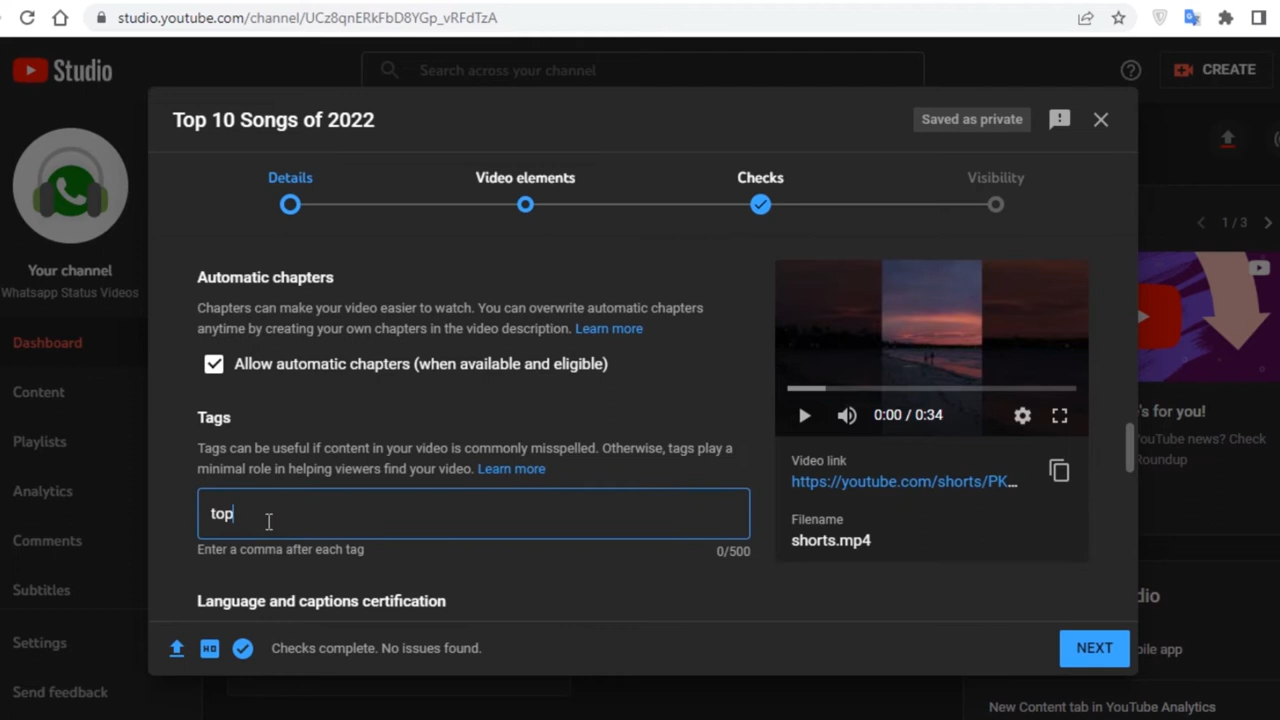 studio.youtube.com/channel/UCz8qnERkFbD8YGp_vRFdTzA
Studio
Search across your channel
CREATE
Top 10 Songs of 2022
Saved as private
Details
Video elements
Checks
Visibility
1 / 3
Your channel
Whatsapp Status Videos
Dashboard
Content
Playlists
Analytics
Comments
Subtitles
Settings
Send feedback
Automatic chapters
Chapters can make your video easier to watch. You can overwrite automatic chapters
anytime by creating your own chapters in the video description. Learn more
Allow automatic chapters (when available and eligible)
Tags
Tags can be useful if content in your video is commonly misspelled. Otherwise, tags play a
minimal role in helping viewers find your video. Learn more
top
Enter a comma after each tag
0/500
Language and captions certification
0:00 / 0:34
Video link
https://youtube.com/shorts/PK...
Filename
shorts.mp4
HD
Checks complete. No issues found.
NEXT
's for you!
YouTube news? Check
Roundup
dio
bile app
New Content tab in YouTube Analytics